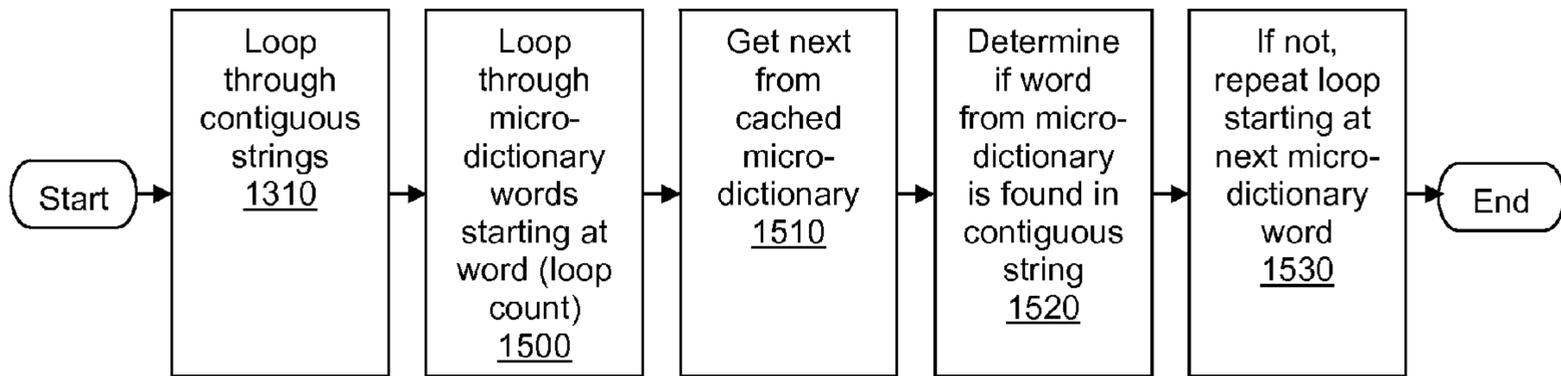 Start
Loop
through
contiguous
strings
1310
Loop
through
micro-
dictionary
words
starting at
word (loop
count)
1500
Get next
from
cached
micro-
dictionary
1510
Determine
if word
from micro-
dictionary
is found in
contiguous
string
1520
If not,
repeat loop
starting at
next micro-
dictionary
word
1530
End